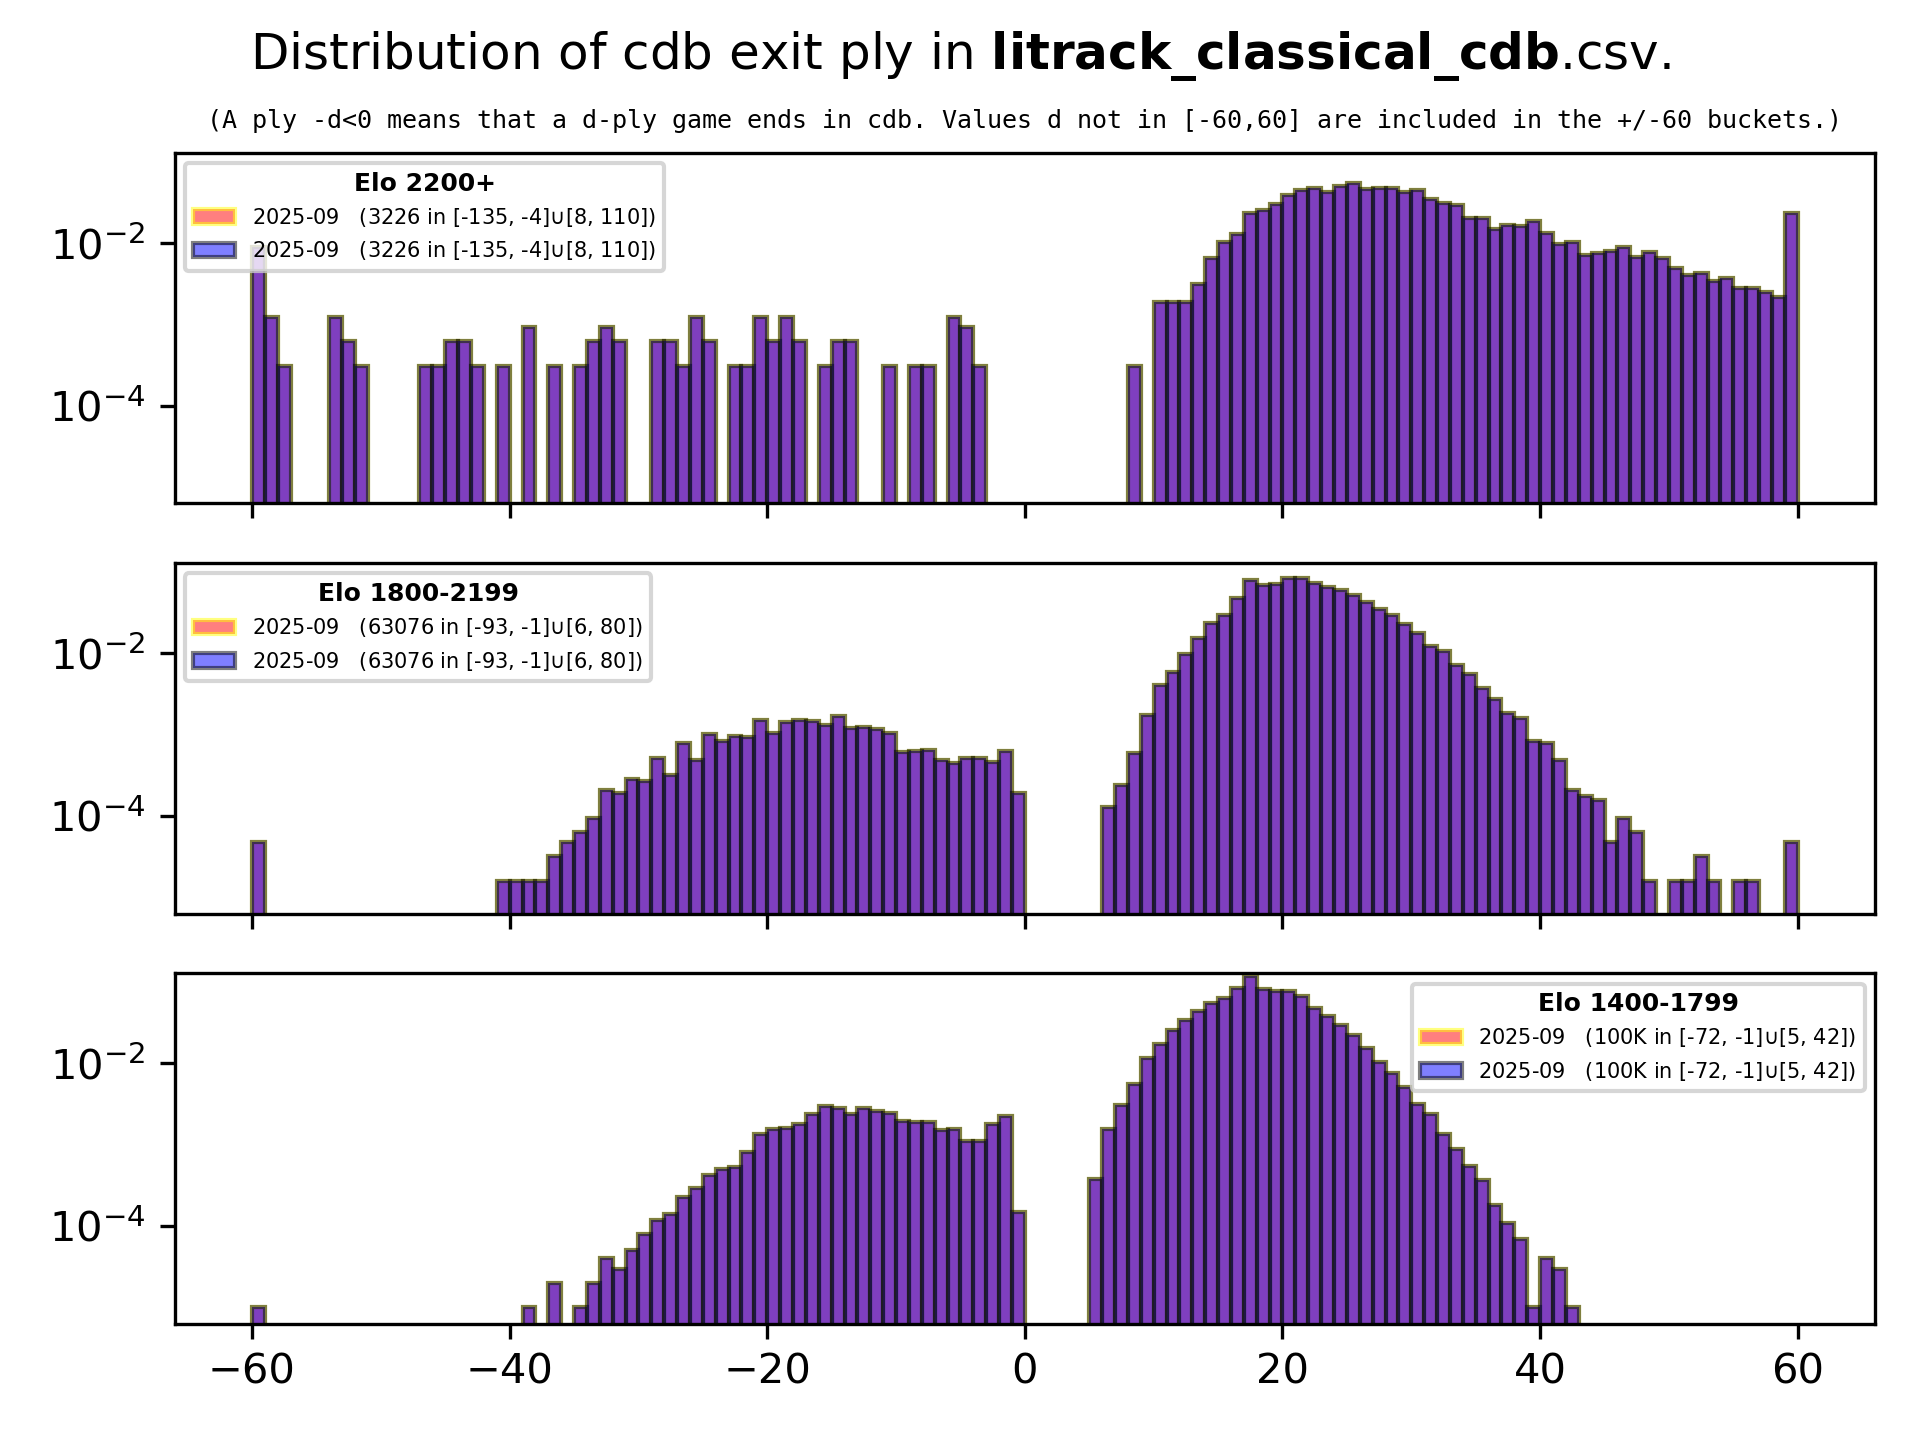 Distribution of cdb exit ply in litrack_classical_cdb.csv.
(A ply -d<0 means that a d-ply game ends in cdb. Values d not in [-60,60] are included in the +/-60 buckets.)
Elo 2200+
2025-09 (3226 in [-135, -4]∪[8, 110])
2025-09 (3226 in [-135, -4]∪[8, 110])
10⁻²
10⁻⁴
Elo 1800-2199
2025-09 (63076 in [-93, -1]∪[6, 80])
2025-09 (63076 in [-93, -1]∪[6, 80])
10⁻²
10⁻⁴
Elo 1400-1799
2025-09 (100K in [-72, -1]∪[5, 42])
2025-09 (100K in [-72, -1]∪[5, 42])
10⁻²
10⁻⁴
−60 −40 −20 0 20 40 60